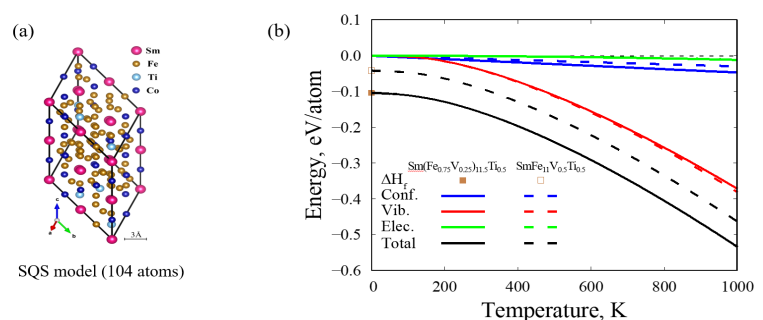 (a)
Sm
Fe
Ti
Co
c
a
b
3Å
SQS model (104 atoms)
(b)
Energy, eV/atom
0.1
0.0
−0.1
−0.2
−0.3
−0.4
−0.5
−0.6
Sm(Fe0.75V0.25)11.5Ti0.5 SmFe11V0.5Ti0.5
ΔHf
Conf.
Vib.
Elec.
Total
0 200 400 600 800 1000
Temperature, K